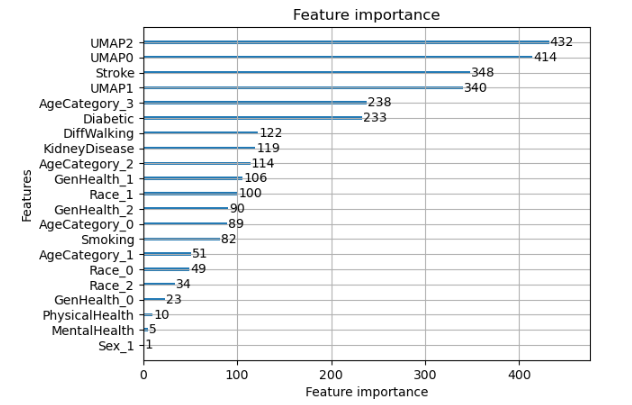 Feature importance
UMAP2 432
UMAP0 414
Stroke 348
UMAP1 340
AgeCategory_3 238
Diabetic 233
DiffWalking 122
KidneyDisease 119
AgeCategory_2 114
GenHealth_1 106
Race_1 100
GenHealth_2 90
AgeCategory_0 89
Smoking 82
AgeCategory_1 51
Race_0 49
Race_2 34
GenHealth_0 23
PhysicalHealth 10
MentalHealth 5
Sex_1 1
Features
0 100 200 300 400
Feature importance